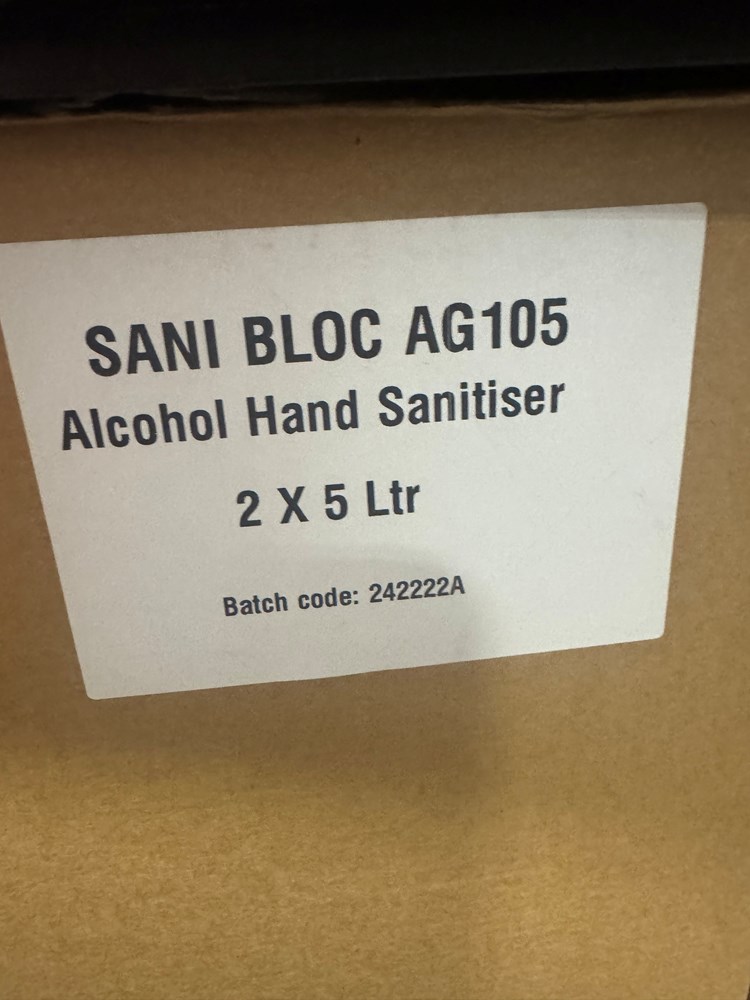 SANI BLOC AG105
Alcohol Hand Sanitiser
2 X 5 Ltr
Batch code: 242222A